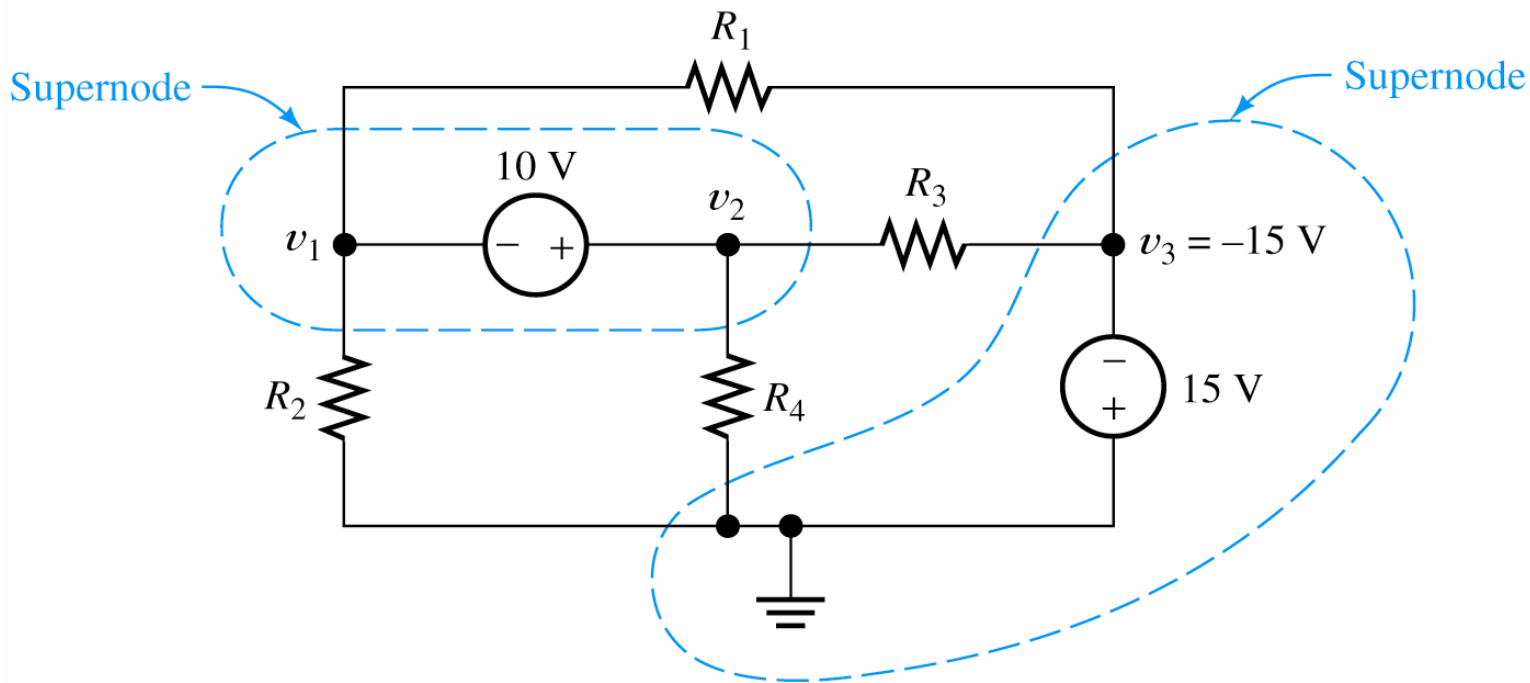 R1
Supernode
Supernode
10 V
R3
v2
v1
− +
v3 = –15 V
−
R2
R4
15 V
+